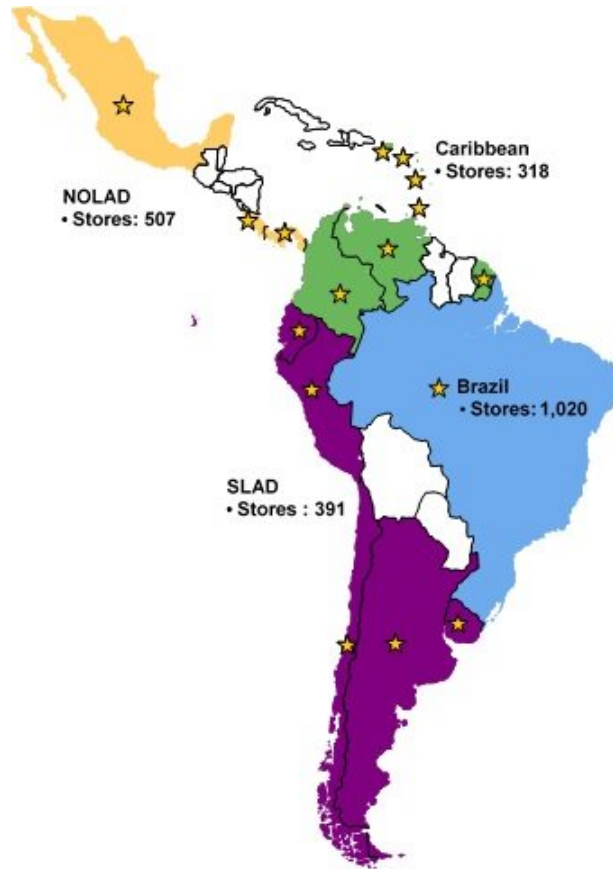 Caribbean
• Stores: 318
NOLAD
• Stores: 507
Brazil
• Stores: 1,020
SLAD
• Stores : 391